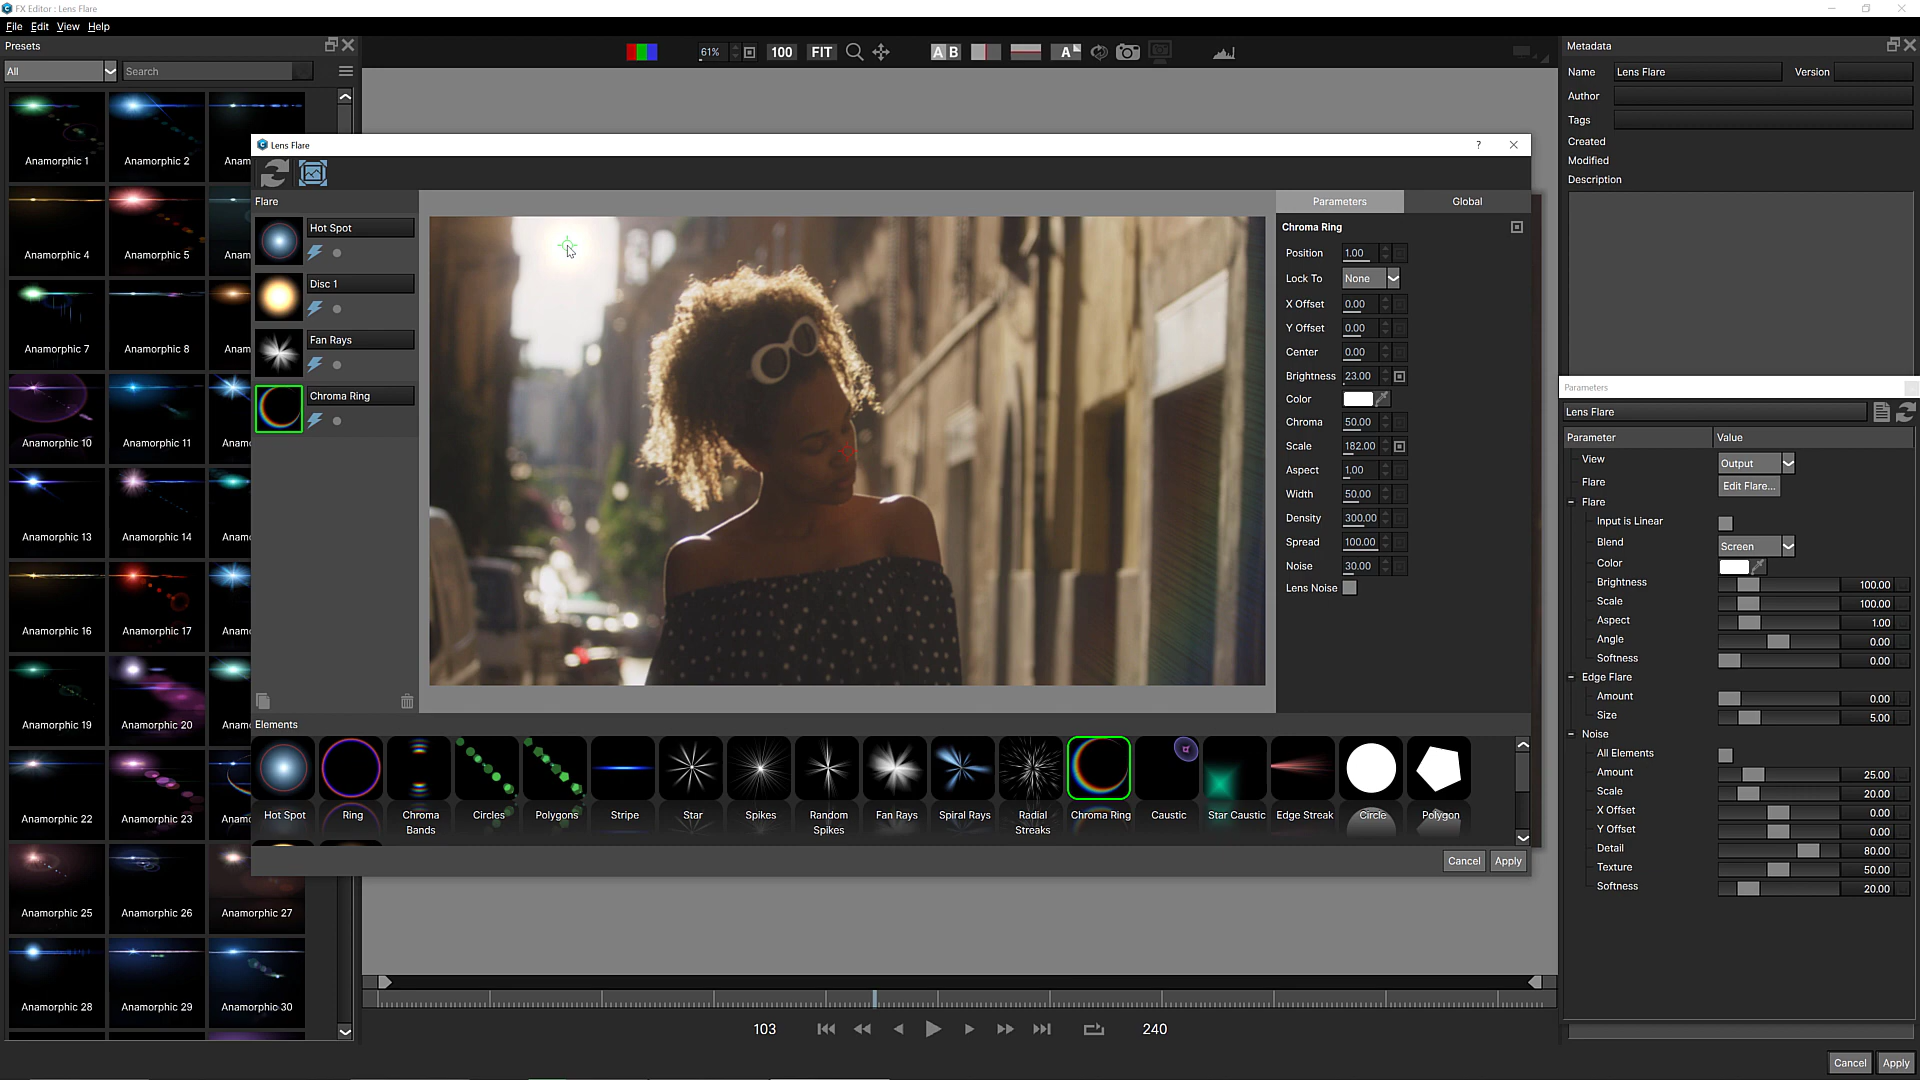 FX Editor : Lens Flare
File Edit View Help
Presets
All
Search
61%
100
FIT
A B
A
Metadata
Name Lens Flare Version
Author
Tags
Created
Modified
Description
Anamorphic 1
Anamorphic 2
Anam
Anamorphic 4
Anamorphic 5
Anam
Anamorphic 7
Anamorphic 8
Anam
Anamorphic 10
Anamorphic 11
Anam
Anamorphic 13
Anamorphic 14
Anam
Anamorphic 16
Anamorphic 17
Anam
Anamorphic 19
Anamorphic 20
Anam
Anamorphic 22
Anamorphic 23
Anam
Anamorphic 25
Anamorphic 26
Anamorphic 27
Anamorphic 28
Anamorphic 29
Anamorphic 30
Lens Flare
?
Flare
Hot Spot
Disc 1
Fan Rays
Chroma Ring
Parameters
Global
Chroma Ring
Position 1.00
Lock To None
X Offset 0.00
Y Offset 0.00
Center 0.00
Brightness 23.00
Color
Chroma 50.00
Scale 182.00
Aspect 1.00
Width 50.00
Density 300.00
Spread 100.00
Noise 30.00
Lens Noise
Elements
Hot Spot
Ring
Chroma Bands
Circles
Polygons
Stripe
Star
Spikes
Random Spikes
Fan Rays
Spiral Rays
Radial Streaks
Chroma Ring
Caustic
Star Caustic
Edge Streak
Circle
Polygon
Cancel
Apply
Parameters
Lens Flare
Parameter Value
View Output
Flare Edit Flare...
Flare
Input is Linear
Blend Screen
Color
Brightness 100.00
Scale 100.00
Aspect 1.00
Angle 0.00
Softness 0.00
Edge Flare
Amount 0.00
Size 5.00
Noise
All Elements
Amount 25.00
Scale 20.00
X Offset 0.00
Y Offset 0.00
Detail 80.00
Texture 50.00
Softness 20.00
103
240
Cancel
Apply